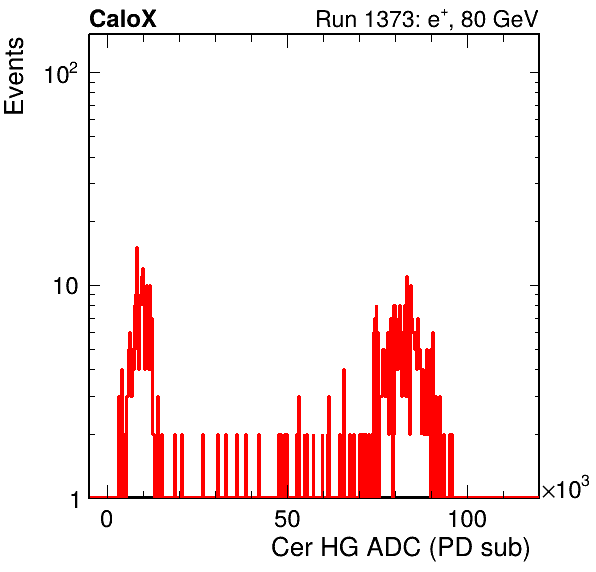 CaloX Run 1373: e⁺, 80 GeV
Events
10²
10
1
0 50 100 ×10³
Cer HG ADC (PD sub)